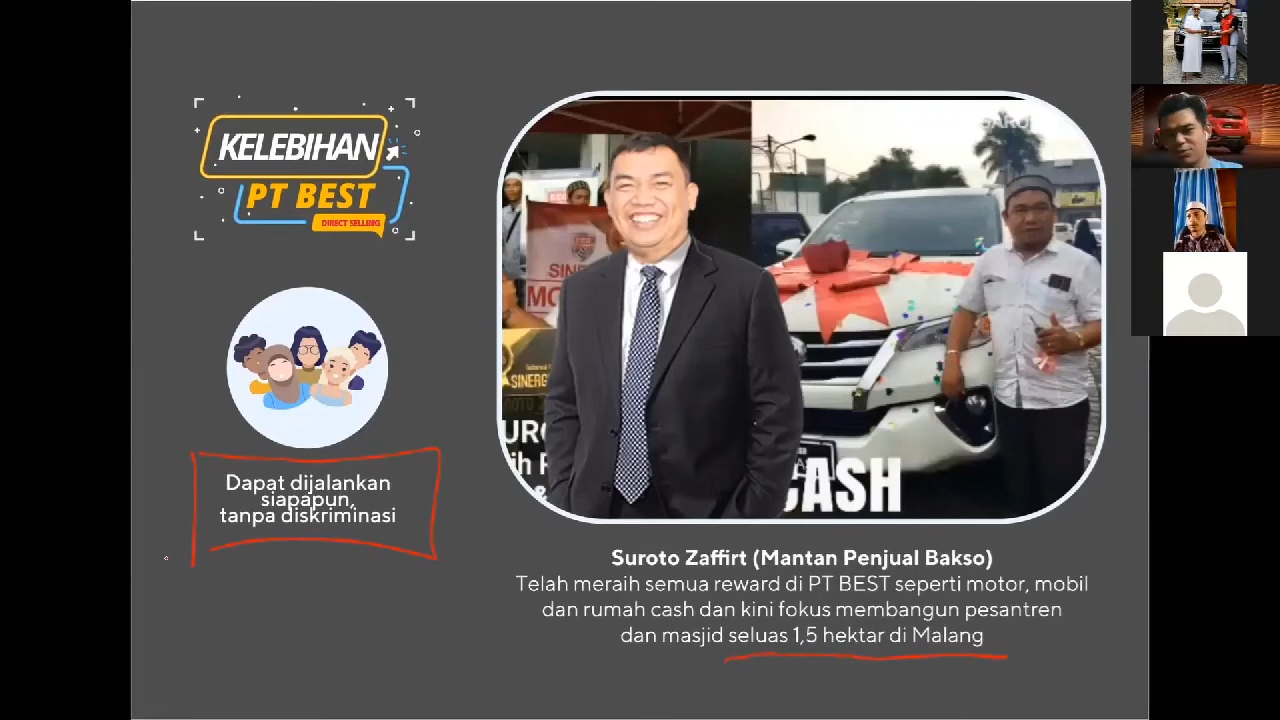 KELEBIHAN
PT BEST
DIRECT SELLING
Dapat dijalankan
siapapun,
tanpa diskriminasi
CASH
Suroto Zaffirt (Mantan Penjual Bakso)
Telah meraih semua reward di PT BEST seperti motor, mobil
dan rumah cash dan kini fokus membangun pesantren
dan masjid seluas 1,5 hektar di Malang